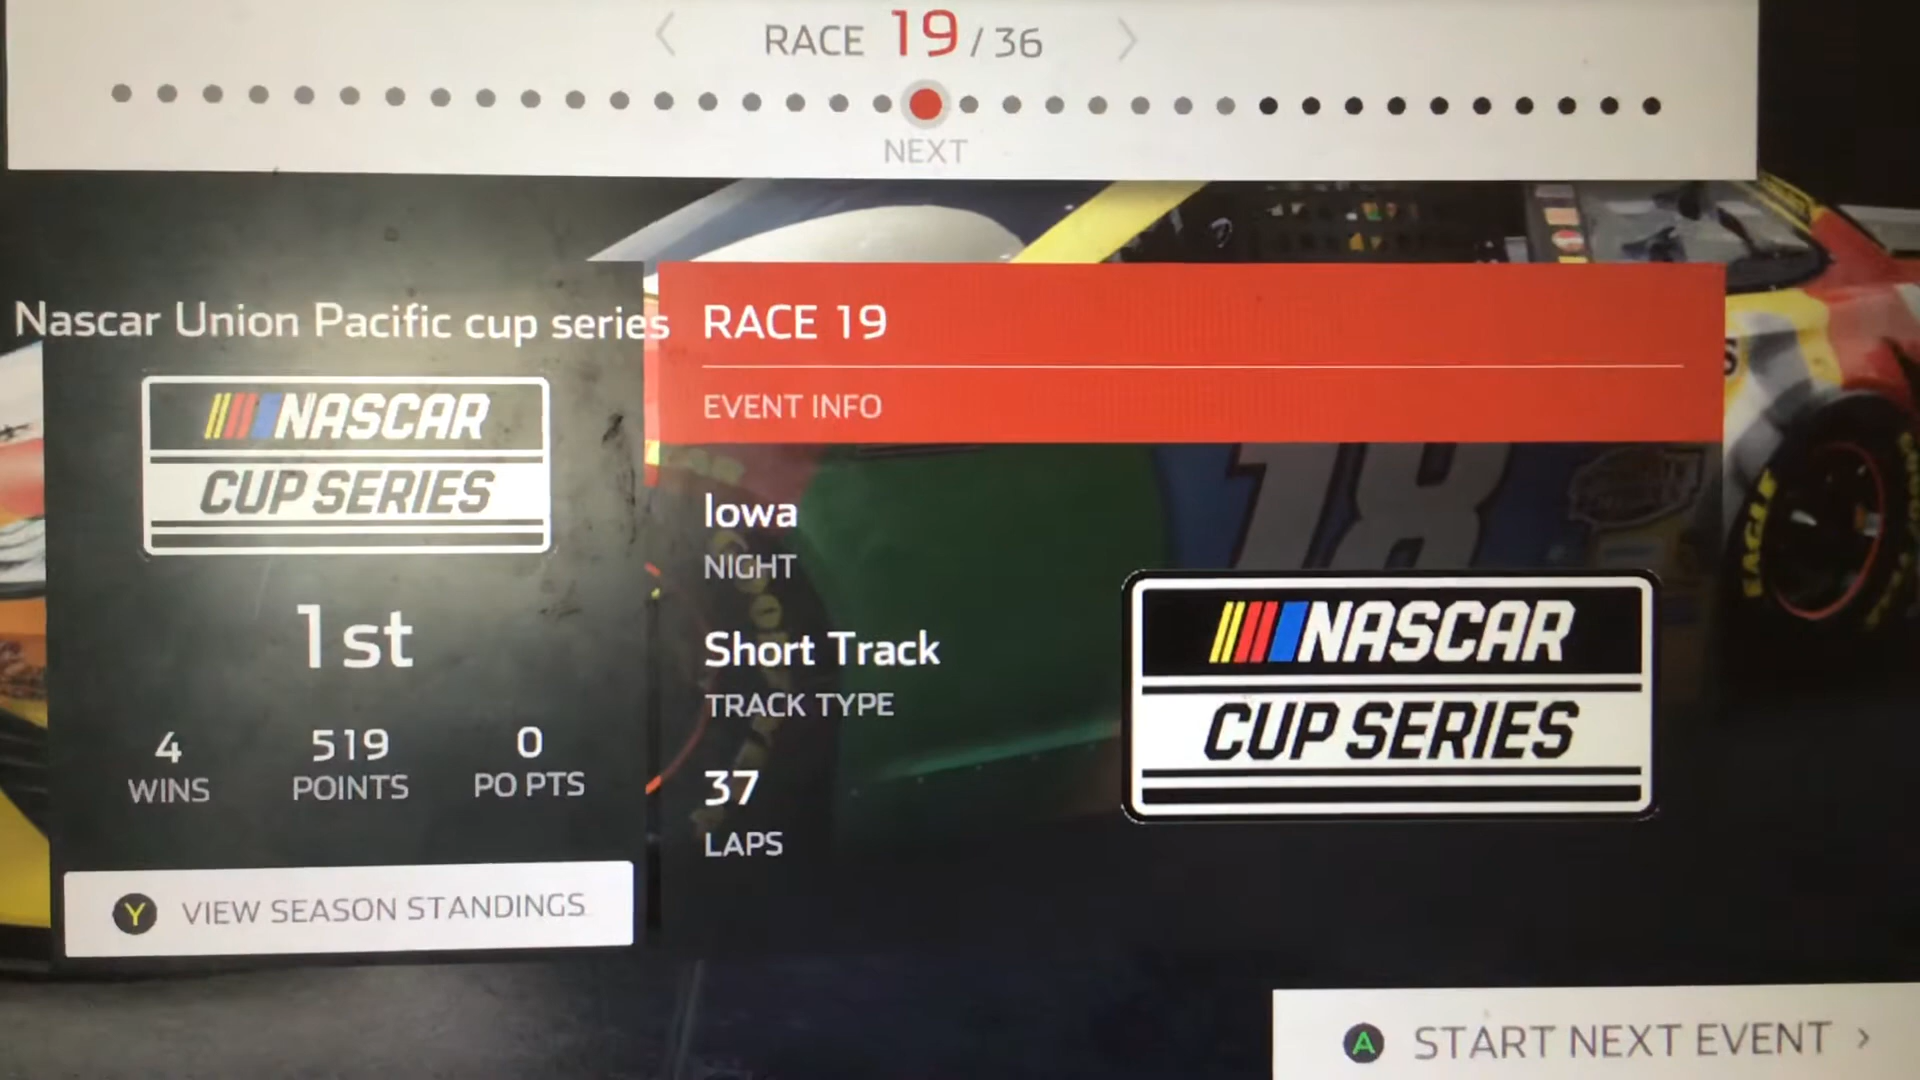 RACE 19 / 36
NEXT
Nascar Union Pacific cup series
NASCAR
CUP SERIES
1st
4
WINS
519
POINTS
0
PO PTS
Y VIEW SEASON STANDINGS
RACE 19
EVENT INFO
Iowa
NIGHT
Short Track
TRACK TYPE
37
LAPS
18
NASCAR
CUP SERIES
EAGLE
A START NEXT EVENT